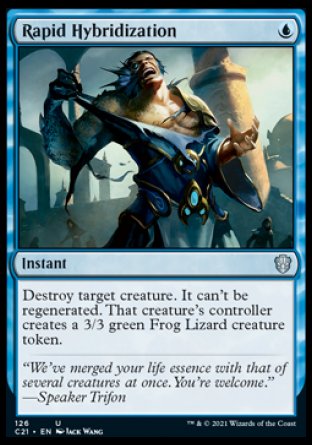 Rapid Hybridization
Instant
Destroy target creature. It can't be
regenerated. That creature's controller
creates a 3/3 green Frog Lizard creature
token.
“We've merged your life essence with that of
several creatures at once. You're welcome.”
—Speaker Trifon
126 U
C21 • EN Jack Wang
™ & © 2021 Wizards of the Coast